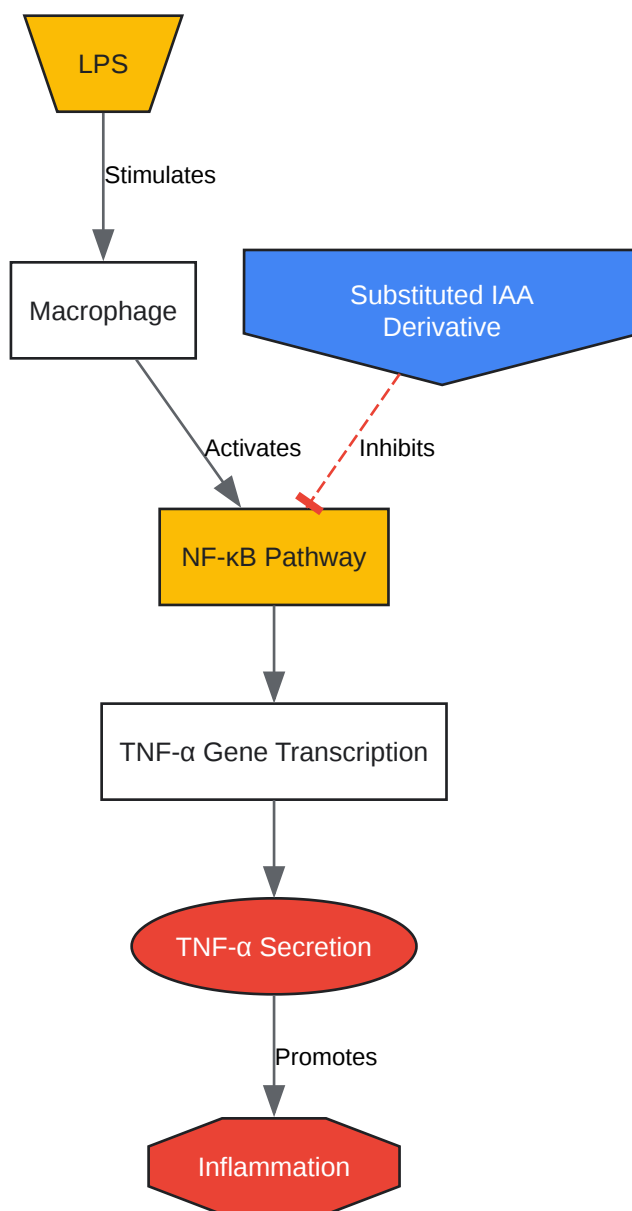 LPS
Stimulates
Macrophage
Substituted IAA
Derivative
Activates
Inhibits
NF-κB Pathway
TNF-α Gene Transcription
TNF-α Secretion
Promotes
Inflammation